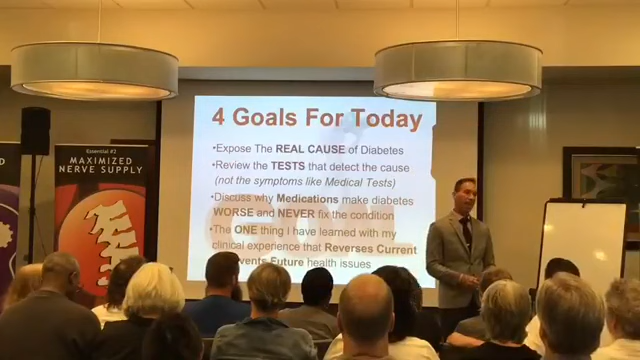 4 Goals For Today
•Expose The REAL CAUSE of Diabetes
•Review the TESTS that detect the cause
(not the symptoms like Medical Tests)
•Discuss why Medications make diabetes
WORSE and NEVER fix the condition
•The ONE thing I have learned with my
clinical experience that Reverses Current
Future health issues
Essential #2
MAXIMIZED
NERVE SUPPLY